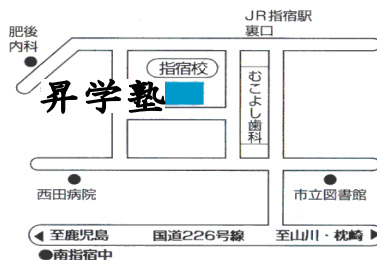 JR指宿駅
裏口
肥後
内科
指宿校
昇学塾
むこよし歯科
西田病院
市立図書館
至鹿児島 国道226号線 至山川・枕崎
南指宿中